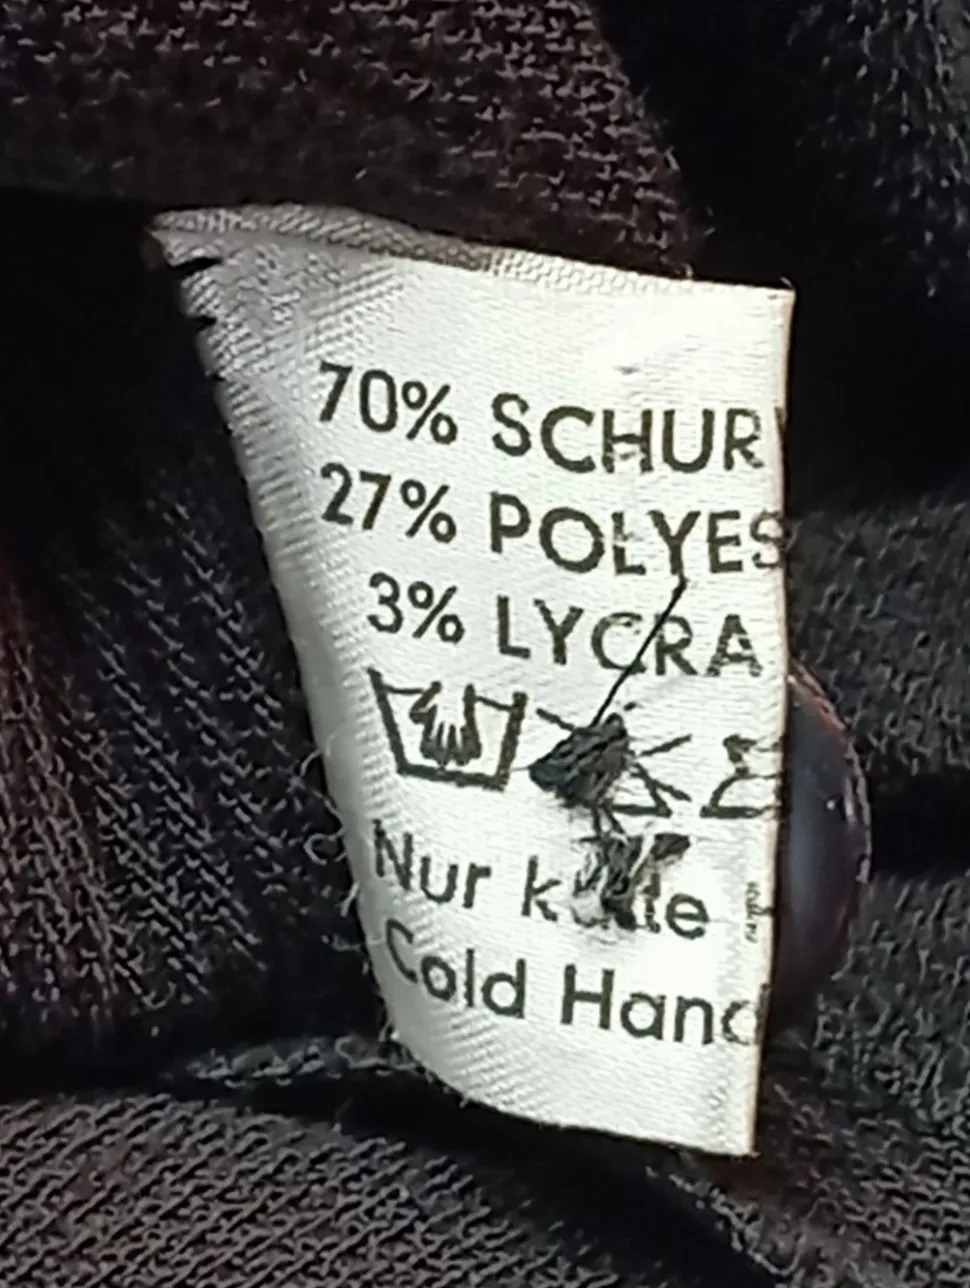 70% SCHUR
27% POLYES
3% LYCRA
Nur
Cold Hand